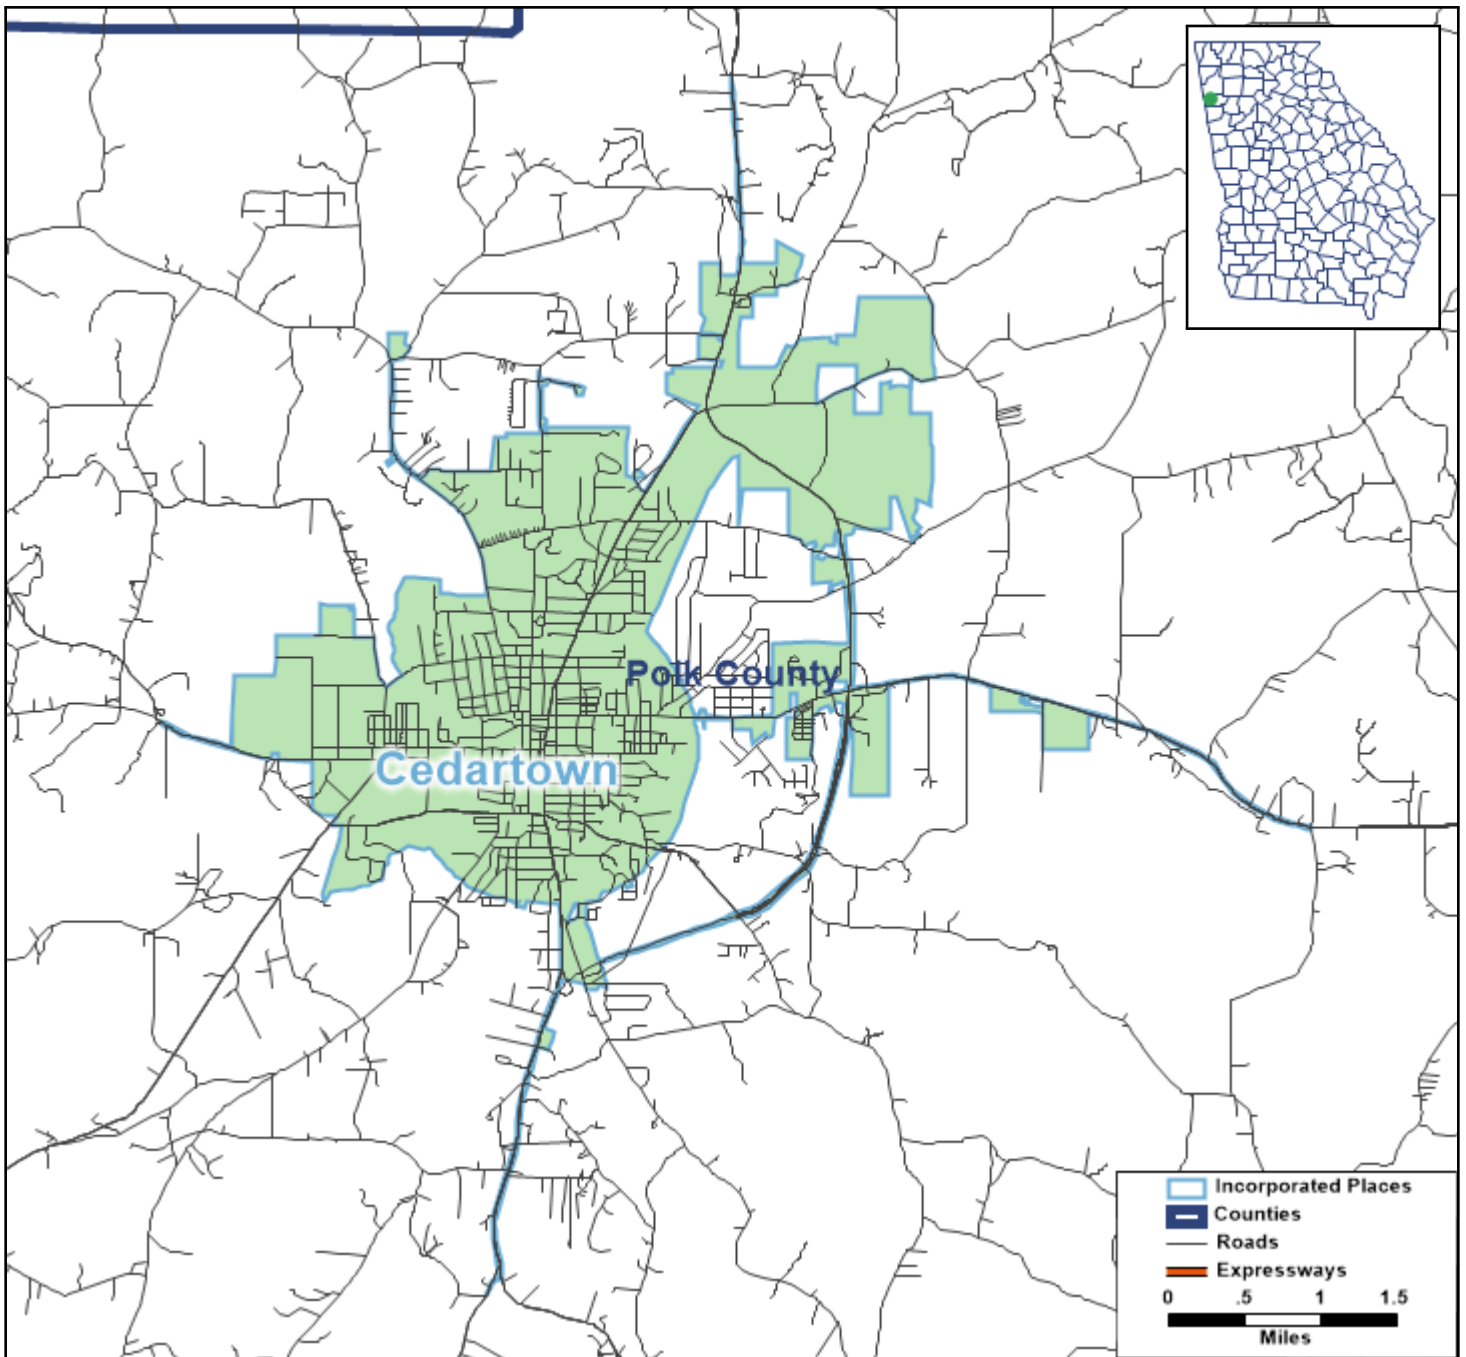 Polk County
Cedartown
Incorporated Places
Counties
Roads
Expressways
0 .5 1 1.5
Miles